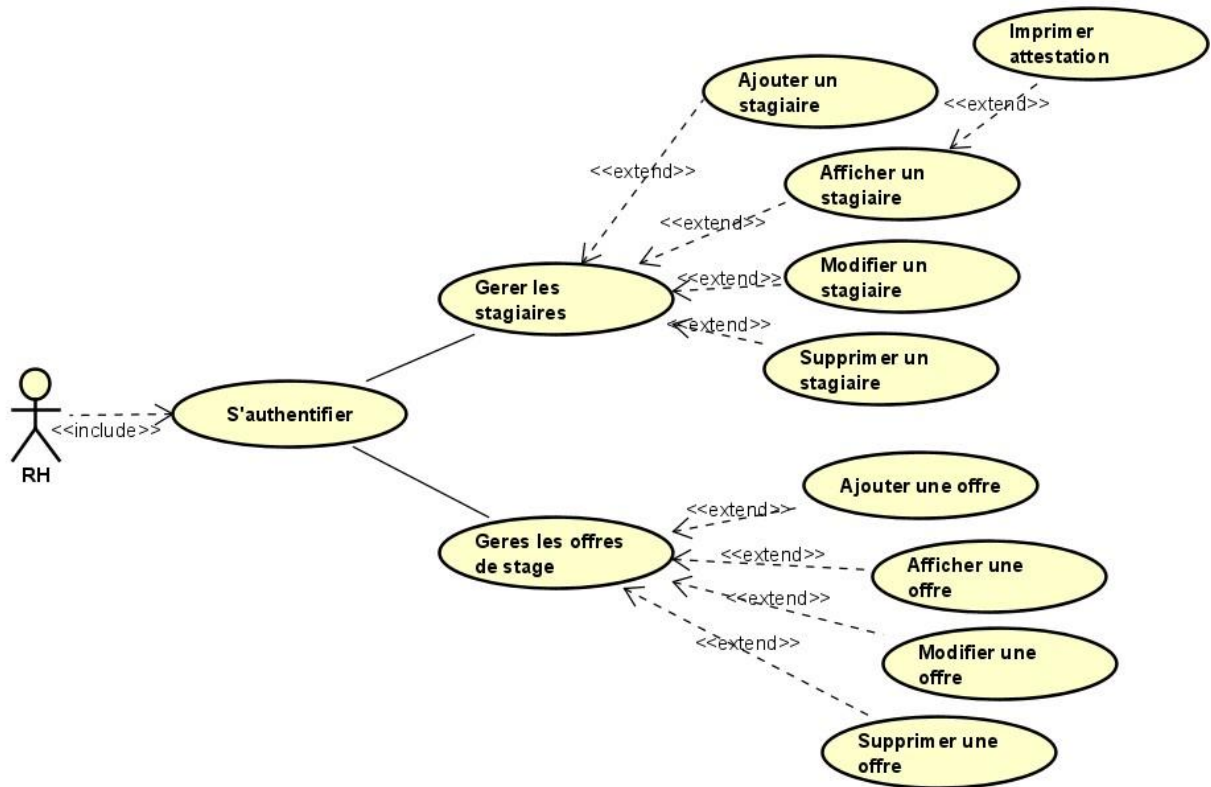 Imprimer
attestation
Ajouter un
stagiaire
<<extend>>
<<extend>>
Afficher un
stagiaire
<<extend>>
Modifier un
stagiaire
<<extend>>
Gerer les
stagiaires
<<extend>>
Supprimer un
stagiaire
S'authentifier
<<include>>
RH
Ajouter une offre
<<extend>>
Geres les offres
de stage
<<extend>>
Afficher une
offre
<<extend>>
<<extend>>
Modifier une
offre
Supprimer une
offre